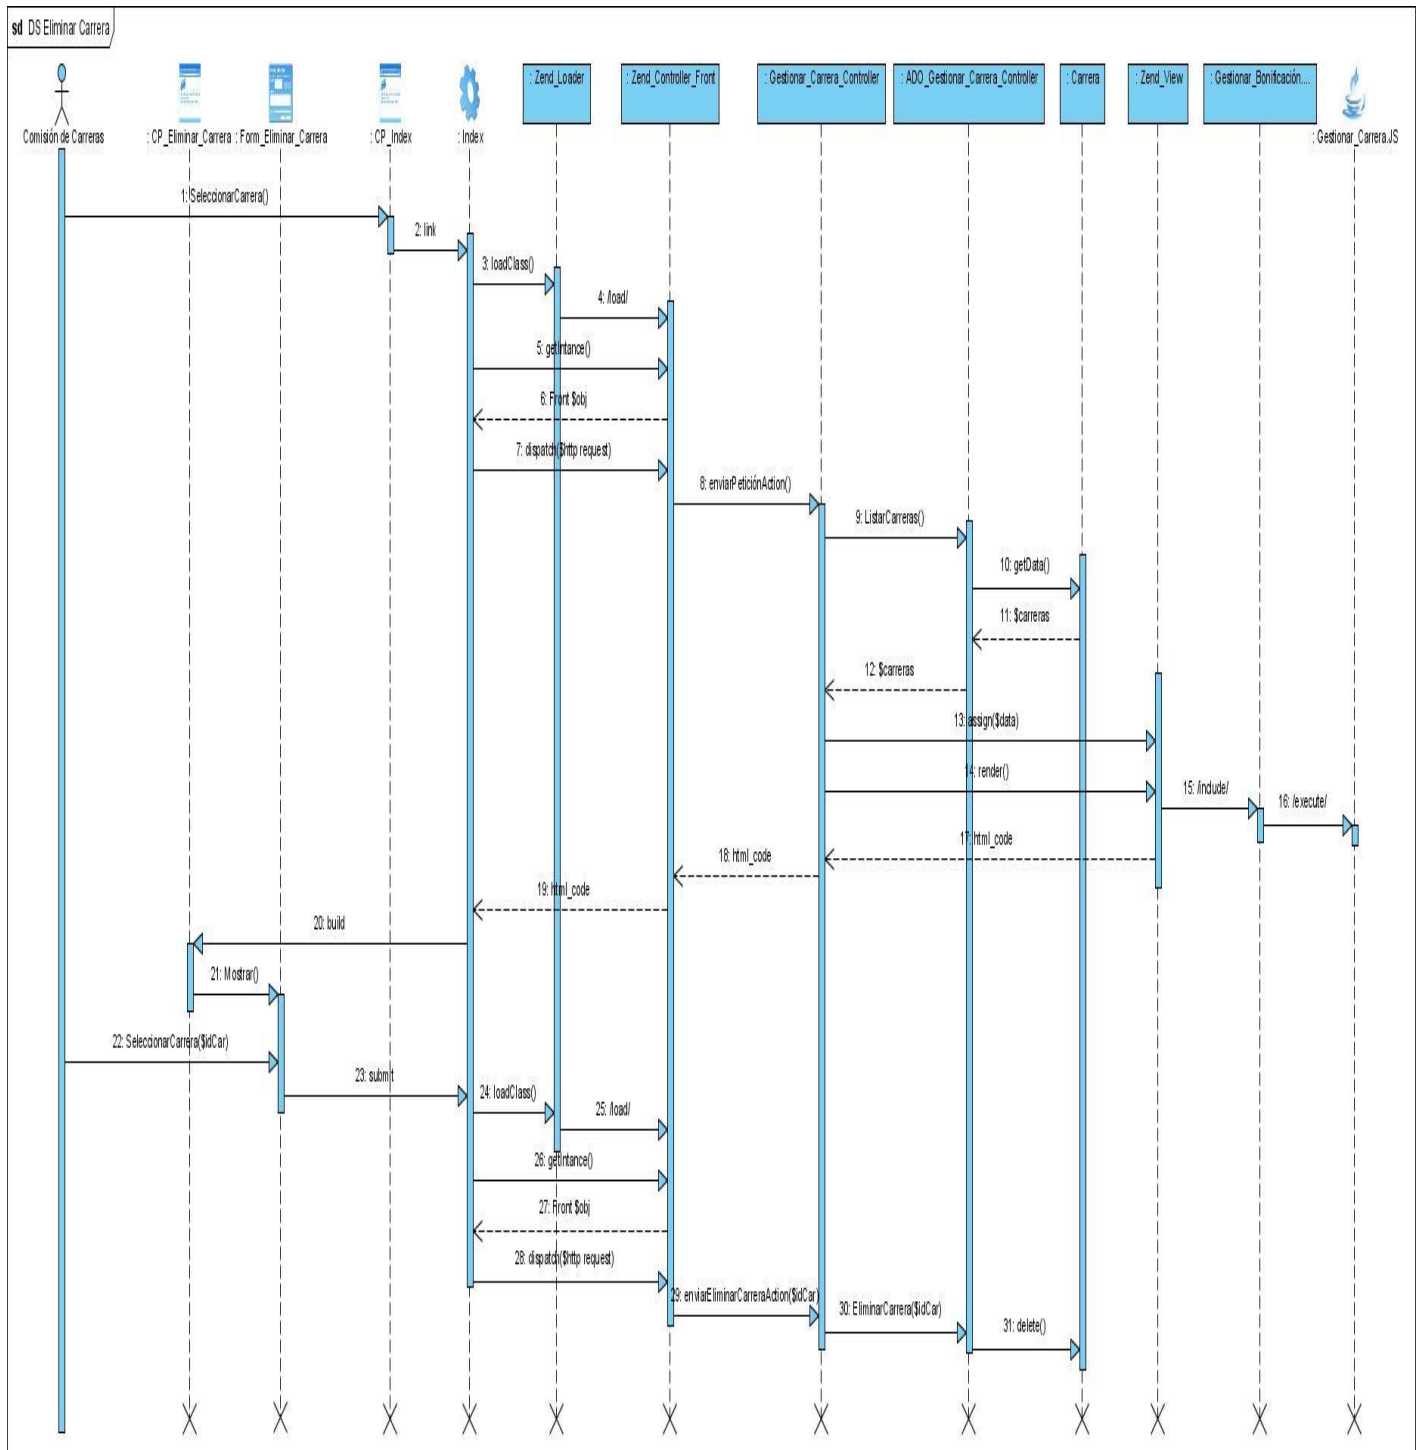 sd DS Eliminar Carrera
Comisión de Carreras
: CP_Eliminar_Carrera
: Form_Eliminar_Carrera
: CP_Index
: Index
: Zend_Loader
: Zend_Controller_Front
: Gestionar_Carrera_Controller
: ADO_Gestionar_Carrera_Controller
: Carrera
: Zend_View
: Gestionar_Bonificación....
: Gestionar_Carrera.JS
1: SeleccionarCarrera()
2: link
3: loadClass()
4: /load/
5: getIntance()
6: Front $obj
7: dispatch($http request)
8: enviarPeticiónAction()
9: ListarCarreras()
10: getData()
11: $carreras
12: $carreras
13: assign($data)
14: render()
15: /include/
16: /execute/
17: html_code
18: html_code
19: html_code
20: build
21: Mostrar()
22: SeleccionarCarrera($idCar)
23: submit
24: loadClass()
25: /load/
26: getIntance()
27: Front $obj
28: dispatch($http request)
29: enviarEliminarCarreraAction($idCar)
30: EliminarCarrera($idCar)
31: delete()